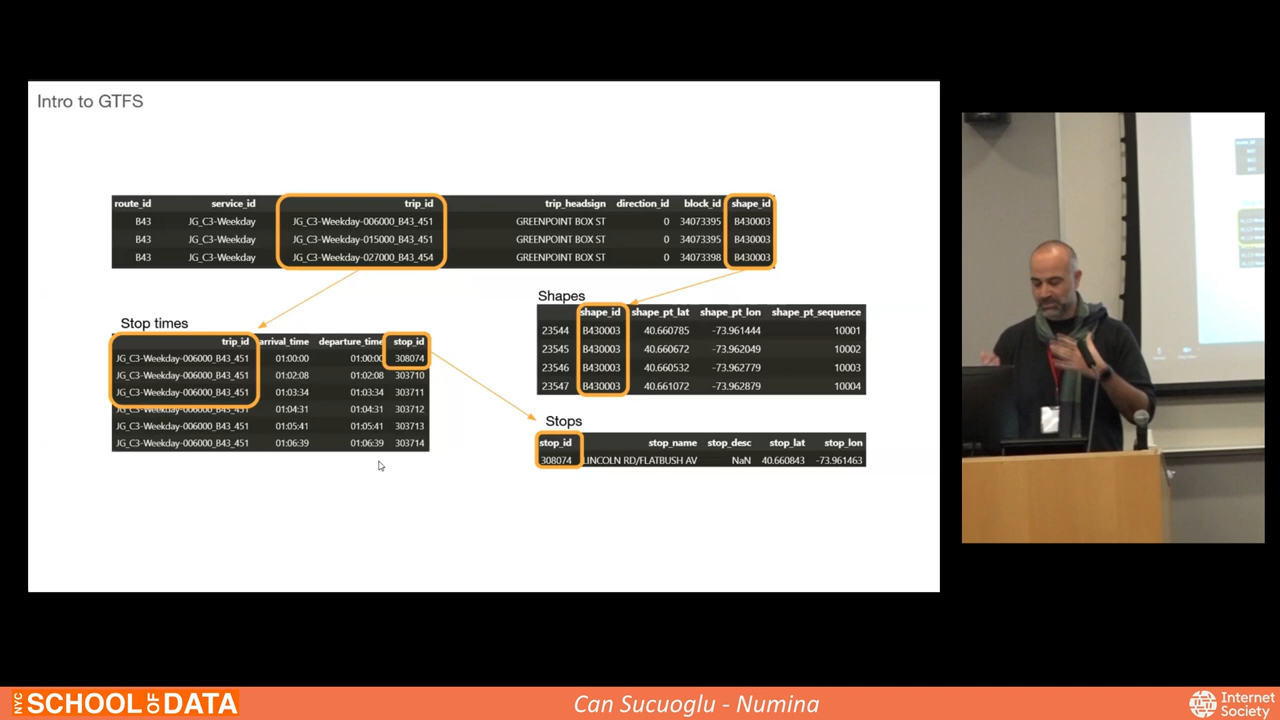 Intro to GTFS
route_id service_id trip_id trip_headsign direction_id block_id shape_id
B43 JG_C3-Weekday JG_C3-Weekday-006000_B43_451 GREENPOINT BOX ST 0 34073395 B430003
B43 JG_C3-Weekday JG_C3-Weekday-015000_B43_451 GREENPOINT BOX ST 0 34073395 B430003
B43 JG_C3-Weekday JG_C3-Weekday-027000_B43_454 GREENPOINT BOX ST 0 34073398 B430003
Stop times
trip_id arrival_time departure_time stop_id
JG_C3-Weekday-006000_B43_451 01:00:00 01:00:00 308074
JG_C3-Weekday-006000_B43_451 01:02:08 01:02:08 303710
JG_C3-Weekday-006000_B43_451 01:03:34 01:03:34 303711
JG_C3-Weekday-006000_B43_451 01:04:31 01:04:31 303712
JG_C3-Weekday-006000_B43_451 01:05:41 01:05:41 303713
JG_C3-Weekday-006000_B43_451 01:06:39 01:06:39 303714
Shapes
shape_id shape_pt_lat shape_pt_lon shape_pt_sequence
23544 B430003 40.660785 -73.961444 10001
23545 B430003 40.660672 -73.962049 10002
23546 B430003 40.660532 -73.962779 10003
23547 B430003 40.661072 -73.962879 10004
Stops
stop_id stop_name stop_desc stop_lat stop_lon
308074 LINCOLN RD/FLATBUSH AV NaN 40.660843 -73.961463
NYC SCHOOL OF DATA
Can Sucuoglu - Numina
Internet
Society